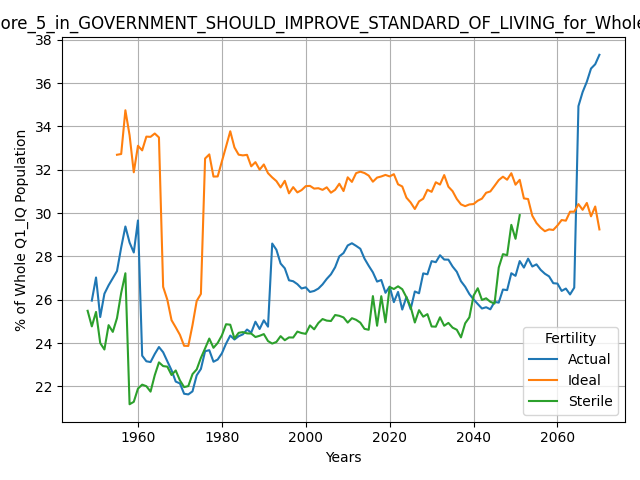 ore_5_in_GOVERNMENT_SHOULD_IMPROVE_STANDARD_OF_LIVING_for_Whole
% of Whole Q1_IQ Population
38
36
34
32
30
28
26
24
22
1960
1980
2000
2020
2040
2060
Years
Fertility
Actual
Ideal
Sterile